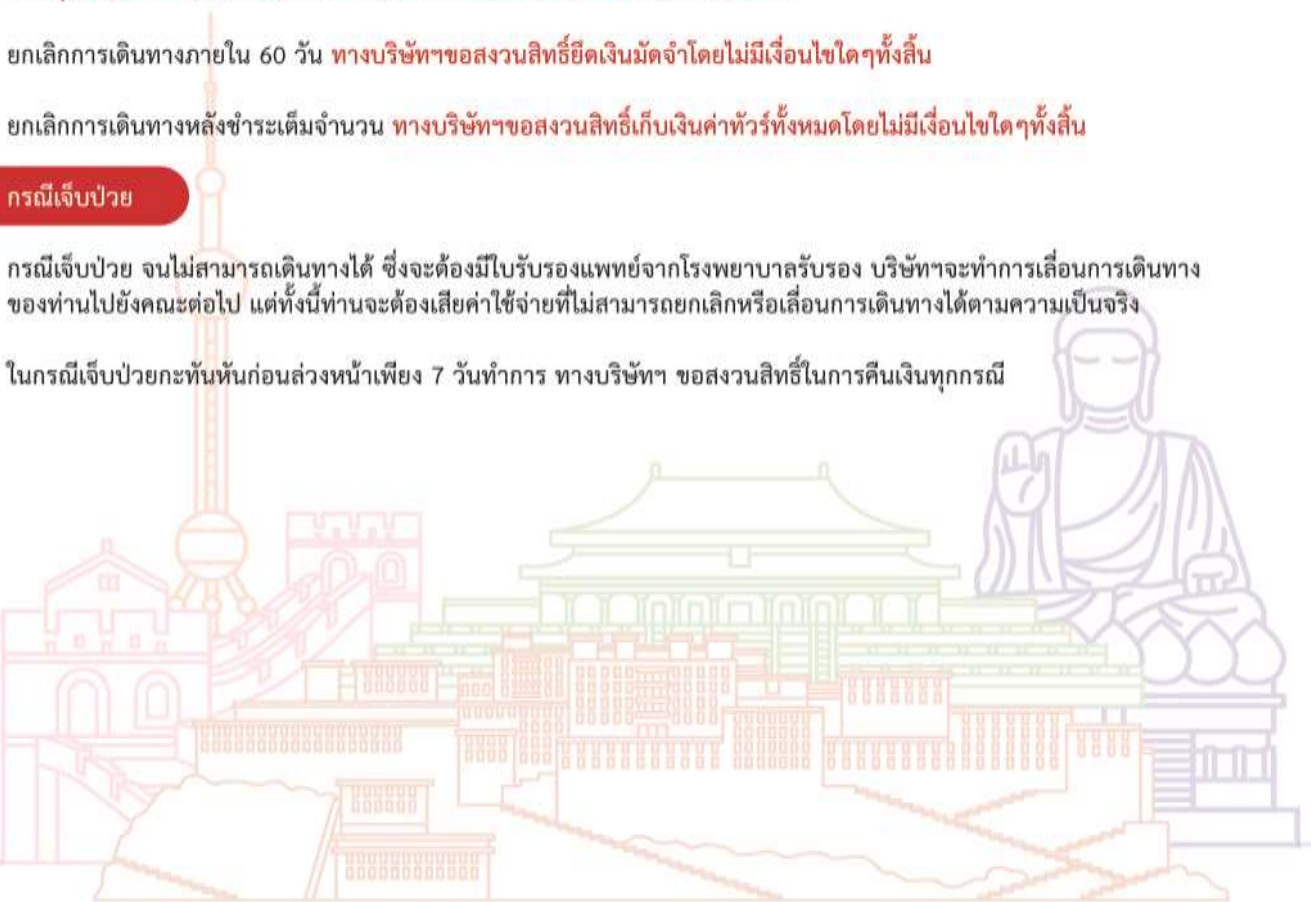 ยกเลิกการเดินทางภายใน 60 วัน ทางบริษัทฯขอสงวนสิทธิ์ยึดเงินมัดจำโดยไม่มีเงื่อนไขใดๆทั้งสิ้น
ยกเลิกการเดินทางหลังชำระเต็มจำนวน ทางบริษัทฯขอสงวนสิทธิ์เก็บเงินค่าทัวร์ทั้งหมดโดยไม่มีเงื่อนไขใดๆทั้งสิ้น
กรณีเจ็บป่วย
กรณีเจ็บป่วย จนไม่สามารถเดินทางได้ ซึ่งจะต้องมีใบรับรองแพทย์จากโรงพยาบาลรับรอง บริษัทฯจะทำการเลื่อนการเดินทาง
ของท่านไปยังคณะต่อไป แต่ทั้งนี้ท่านจะต้องเสียค่าใช้จ่ายที่ไม่สามารถยกเลิกหรือเลื่อนการเดินทางได้ตามความเป็นจริง
ในกรณีเจ็บป่วยกะทันหันก่อนล่วงหน้าเพียง 7 วันทำการ ทางบริษัทฯ ขอสงวนสิทธิ์ในการคืนเงินทุกกรณี